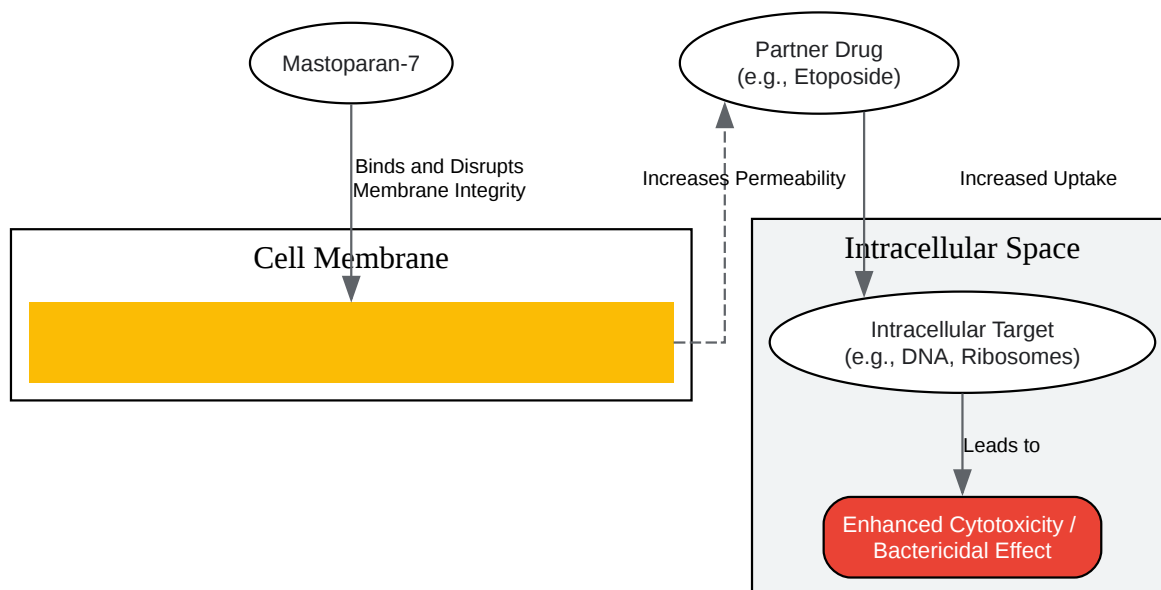 Mastoparan-7
Partner Drug
(e.g., Etoposide)
Binds and Disrupts
Membrane Integrity
Increases Permeability
Increased Uptake
Cell Membrane
Intracellular Space
Intracellular Target
(e.g., DNA, Ribosomes)
Leads to
Enhanced Cytotoxicity /
Bactericidal Effect